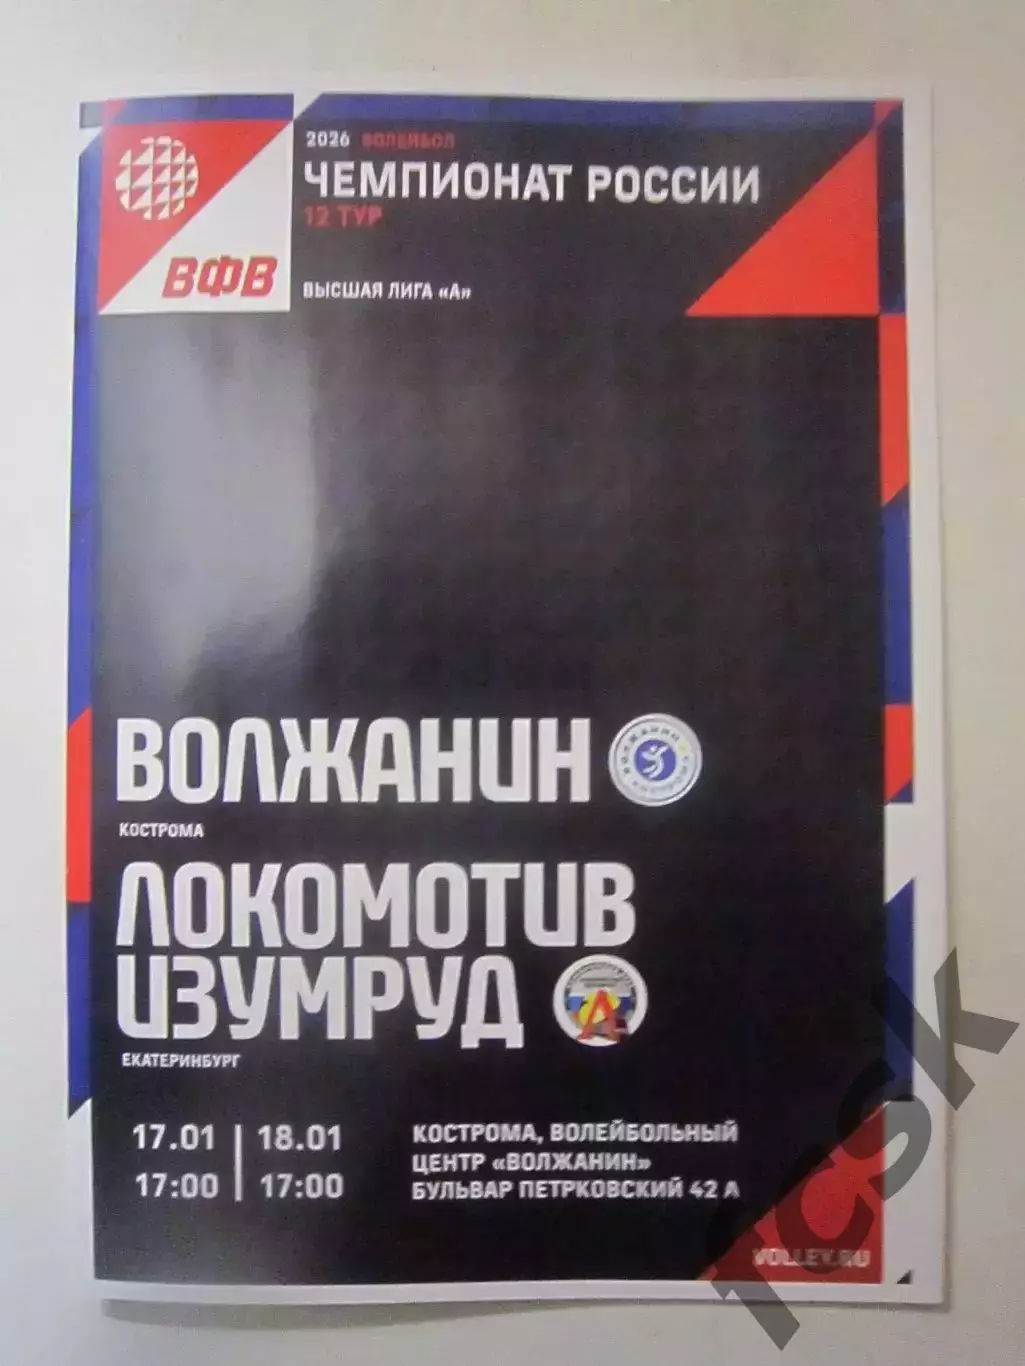 2026 ВОЛЕЙБОЛ
ЧЕМПИОНАТ РОССИИ
12 ТУР
ВФВ
ВЫСШАЯ ЛИГА «А»
ВОЛЖАНИН
КОСТРОМА
ЛОКОМОТИВ
ИЗУМРУД
ЕКАТЕРИНБУРГ
17.01 | 18.01
17:00 | 17:00
КОСТРОМА, ВОЛЕЙБОЛЬНЫЙ
ЦЕНТР «ВОЛЖАНИН»
БУЛЬВАР ПЕТРКОВСКИЙ 42 А
VOLLEY.RU